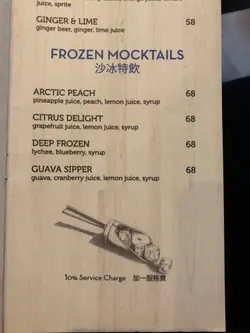 juice, sprite
GINGER & LIME 58
ginger beer, ginger, lime juice
FROZEN MOCKTAILS
沙冰特飲
ARCTIC PEACH 68
pineapple juice, peach, lemon juice, syrup
CITRUS DELIGHT 68
grapefruit juice, lemon juice, syrup
DEEP FROZEN 68
lychee, blueberry, syrup
GUAVA SIPPER 68
guava, cranberry juice, lemon juice, syrup
10% Service Charge 加一服務費